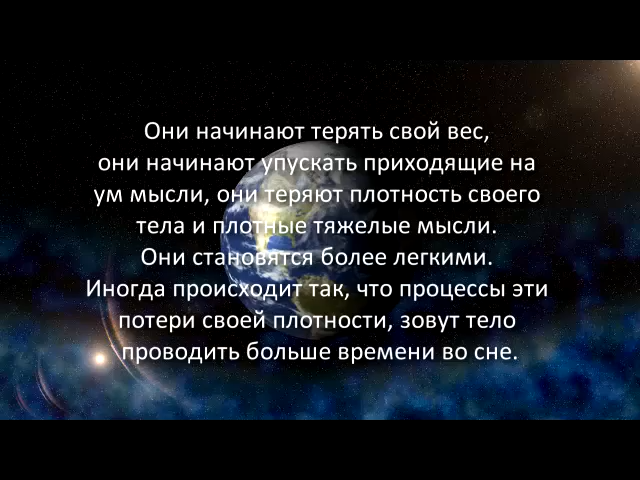 Они начинают терять свой вес,
они начинают упускать приходящие на
ум мысли, они теряют плотность своего
тела и плотные тяжелые мысли.
Они становятся более легкими.
Иногда происходит так, что процессы эти
потери своей плотности, зовут тело
проводить больше времени во сне.